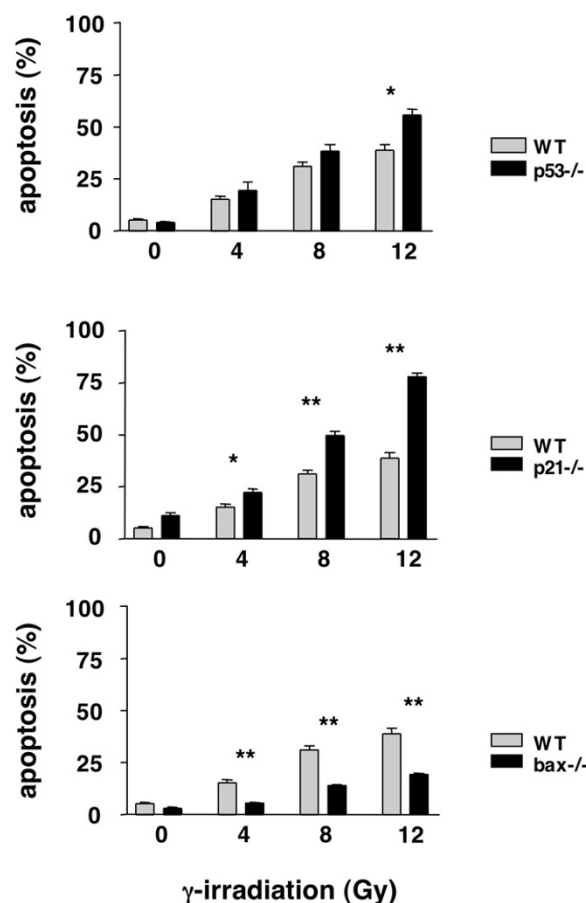 apoptosis (%)
100
75
50
25
0
*
0 4 8 12
WT
p53-/-
apoptosis (%)
100
75
50
25
0
* ** **
0 4 8 12
WT
p21-/-
apoptosis (%)
100
75
50
25
0
** ** **
0 4 8 12
WT
bax-/-
γ-irradiation (Gy)